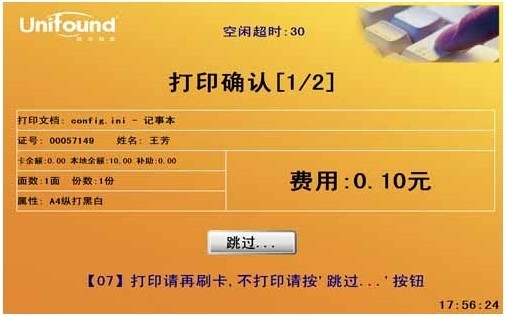 Unifound
空闲超时:30
打印确认[1/2]
打印文档: config.ini - 记事本
证号: 00057149 姓名: 王芳
卡余额:0.00 本地余额:10.00 补助:0.00
面数:1面 份数:1份
属性: A4纵打黑白
费用:0.10元
跳过...
【07】打印请再刷卡,不打印请按'跳过...'按钮
17:56:24